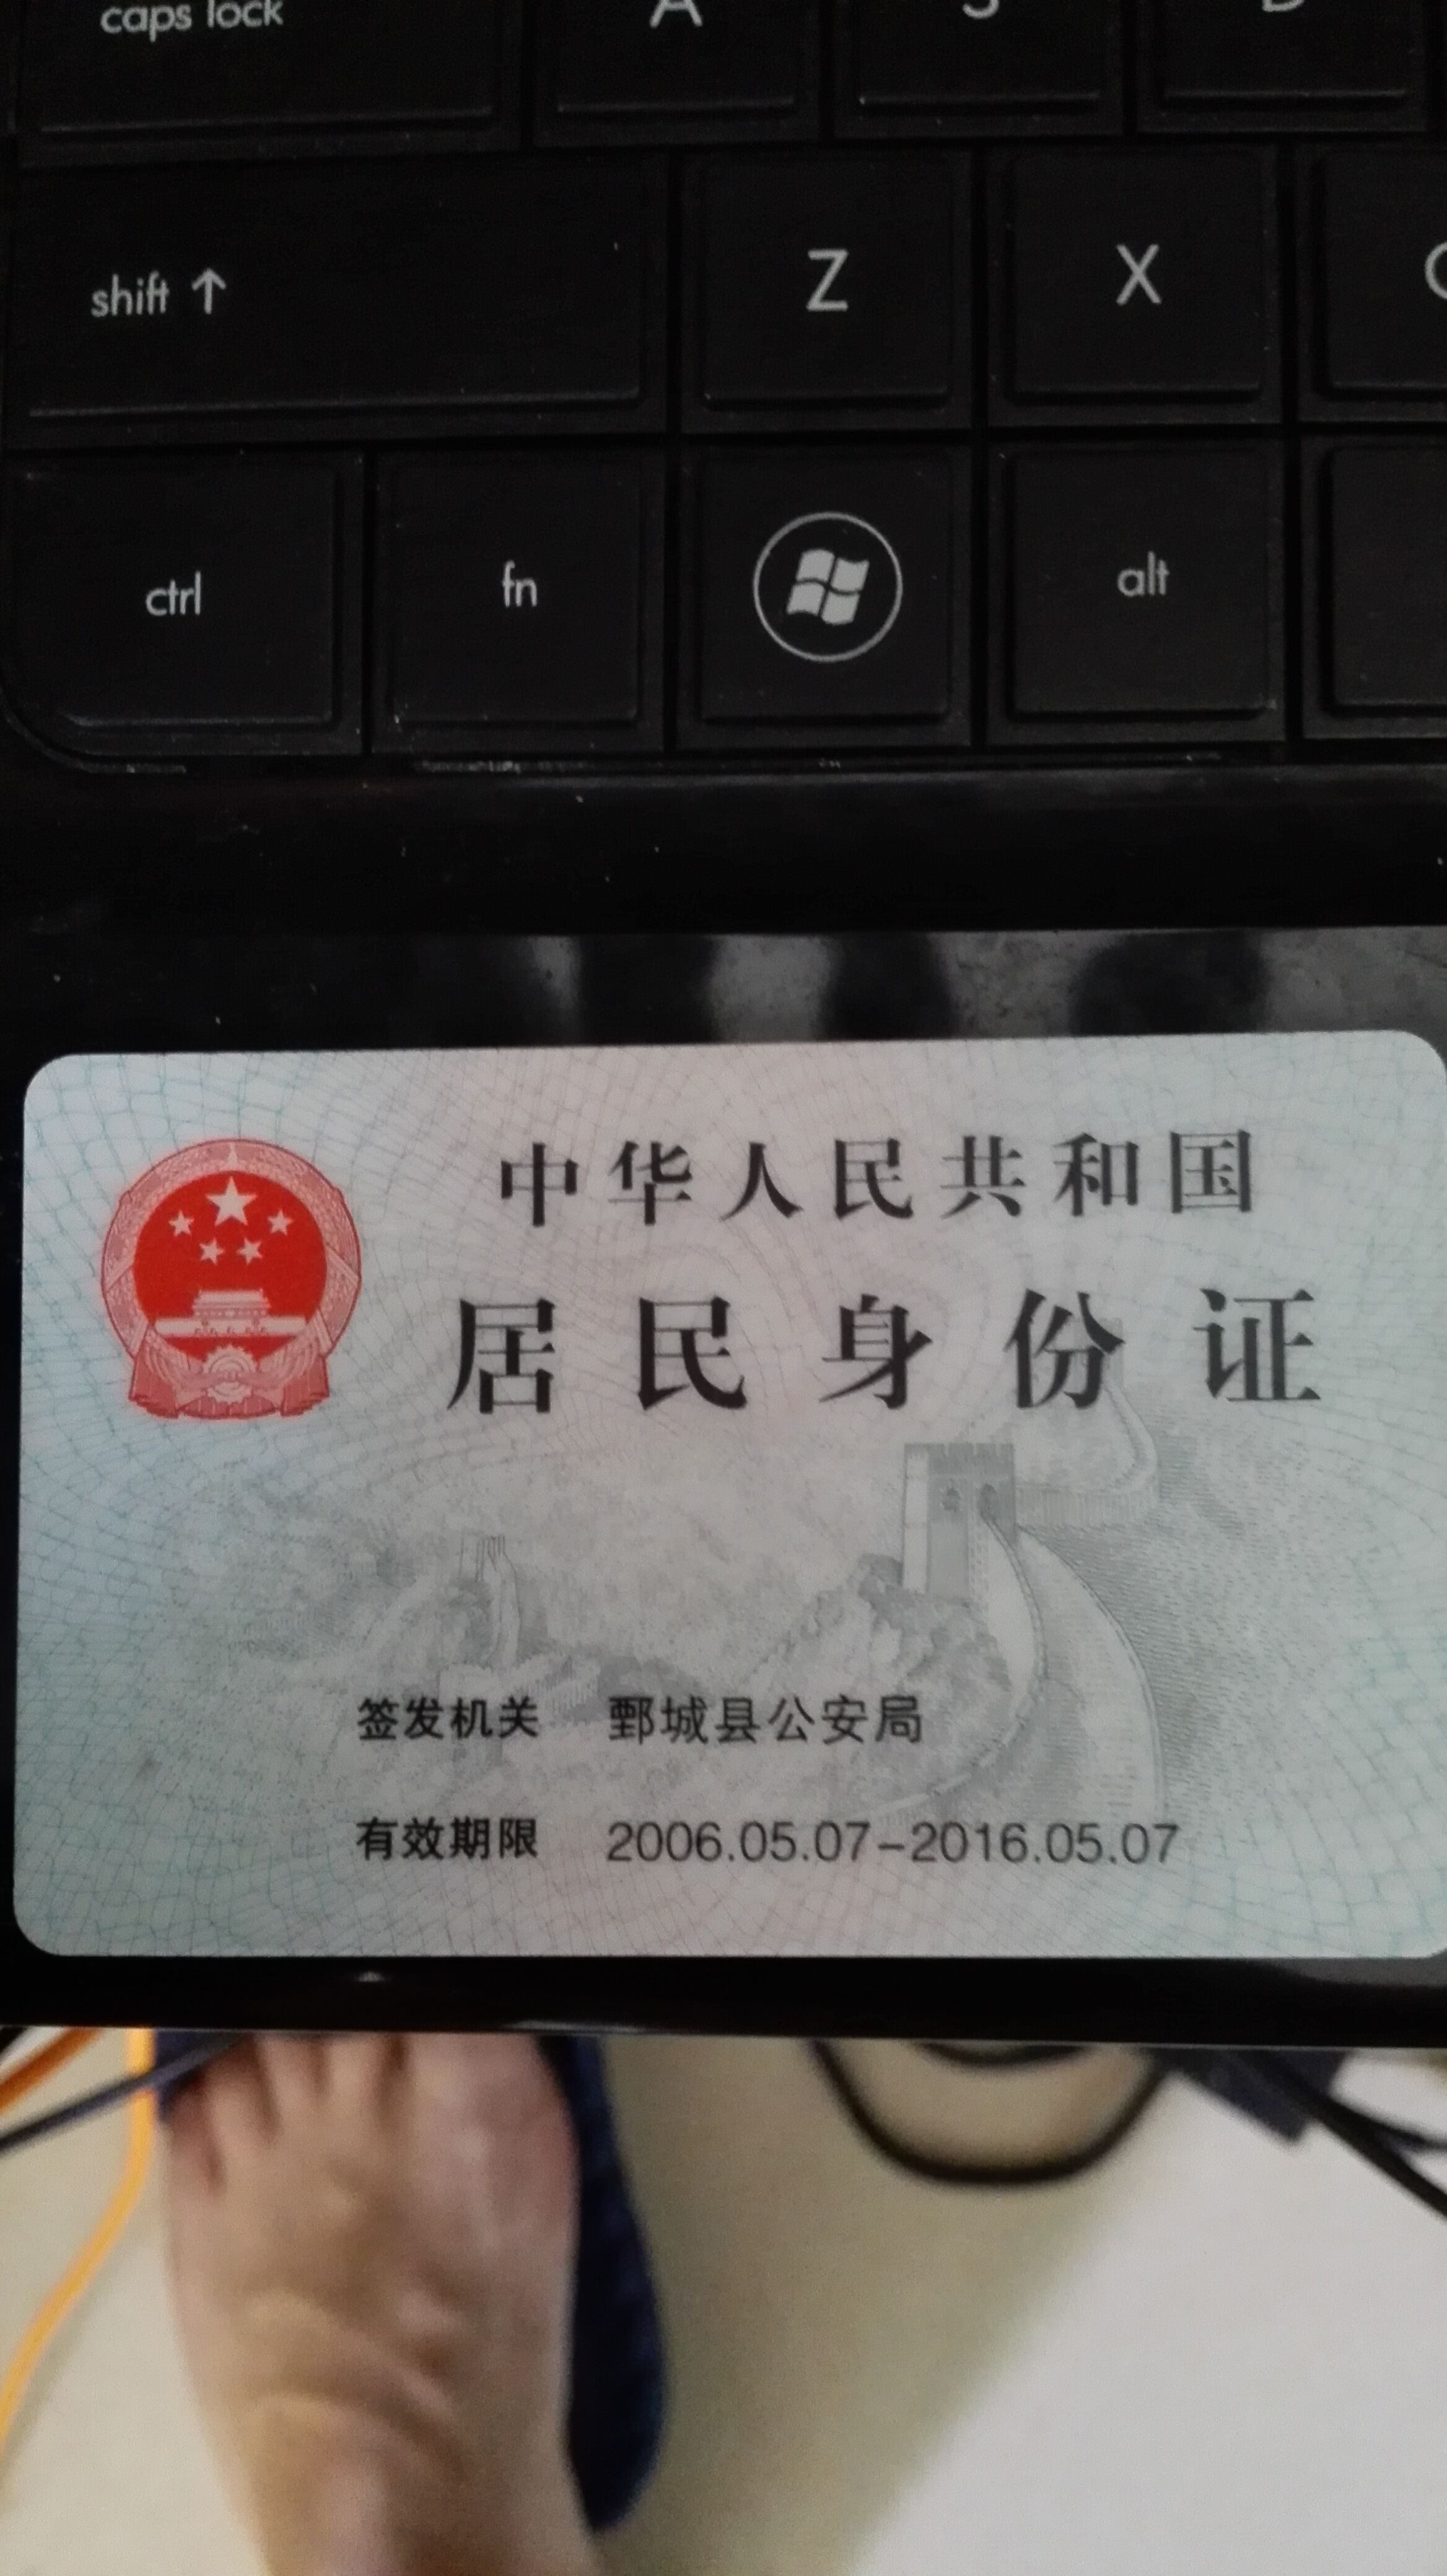 caps lock A S D
shift ↑ Z X C
ctrl fn alt
中华人民共和国
居民身份证
签发机关 鄄城县公安局
有效期限 2006.05.07-2016.05.07